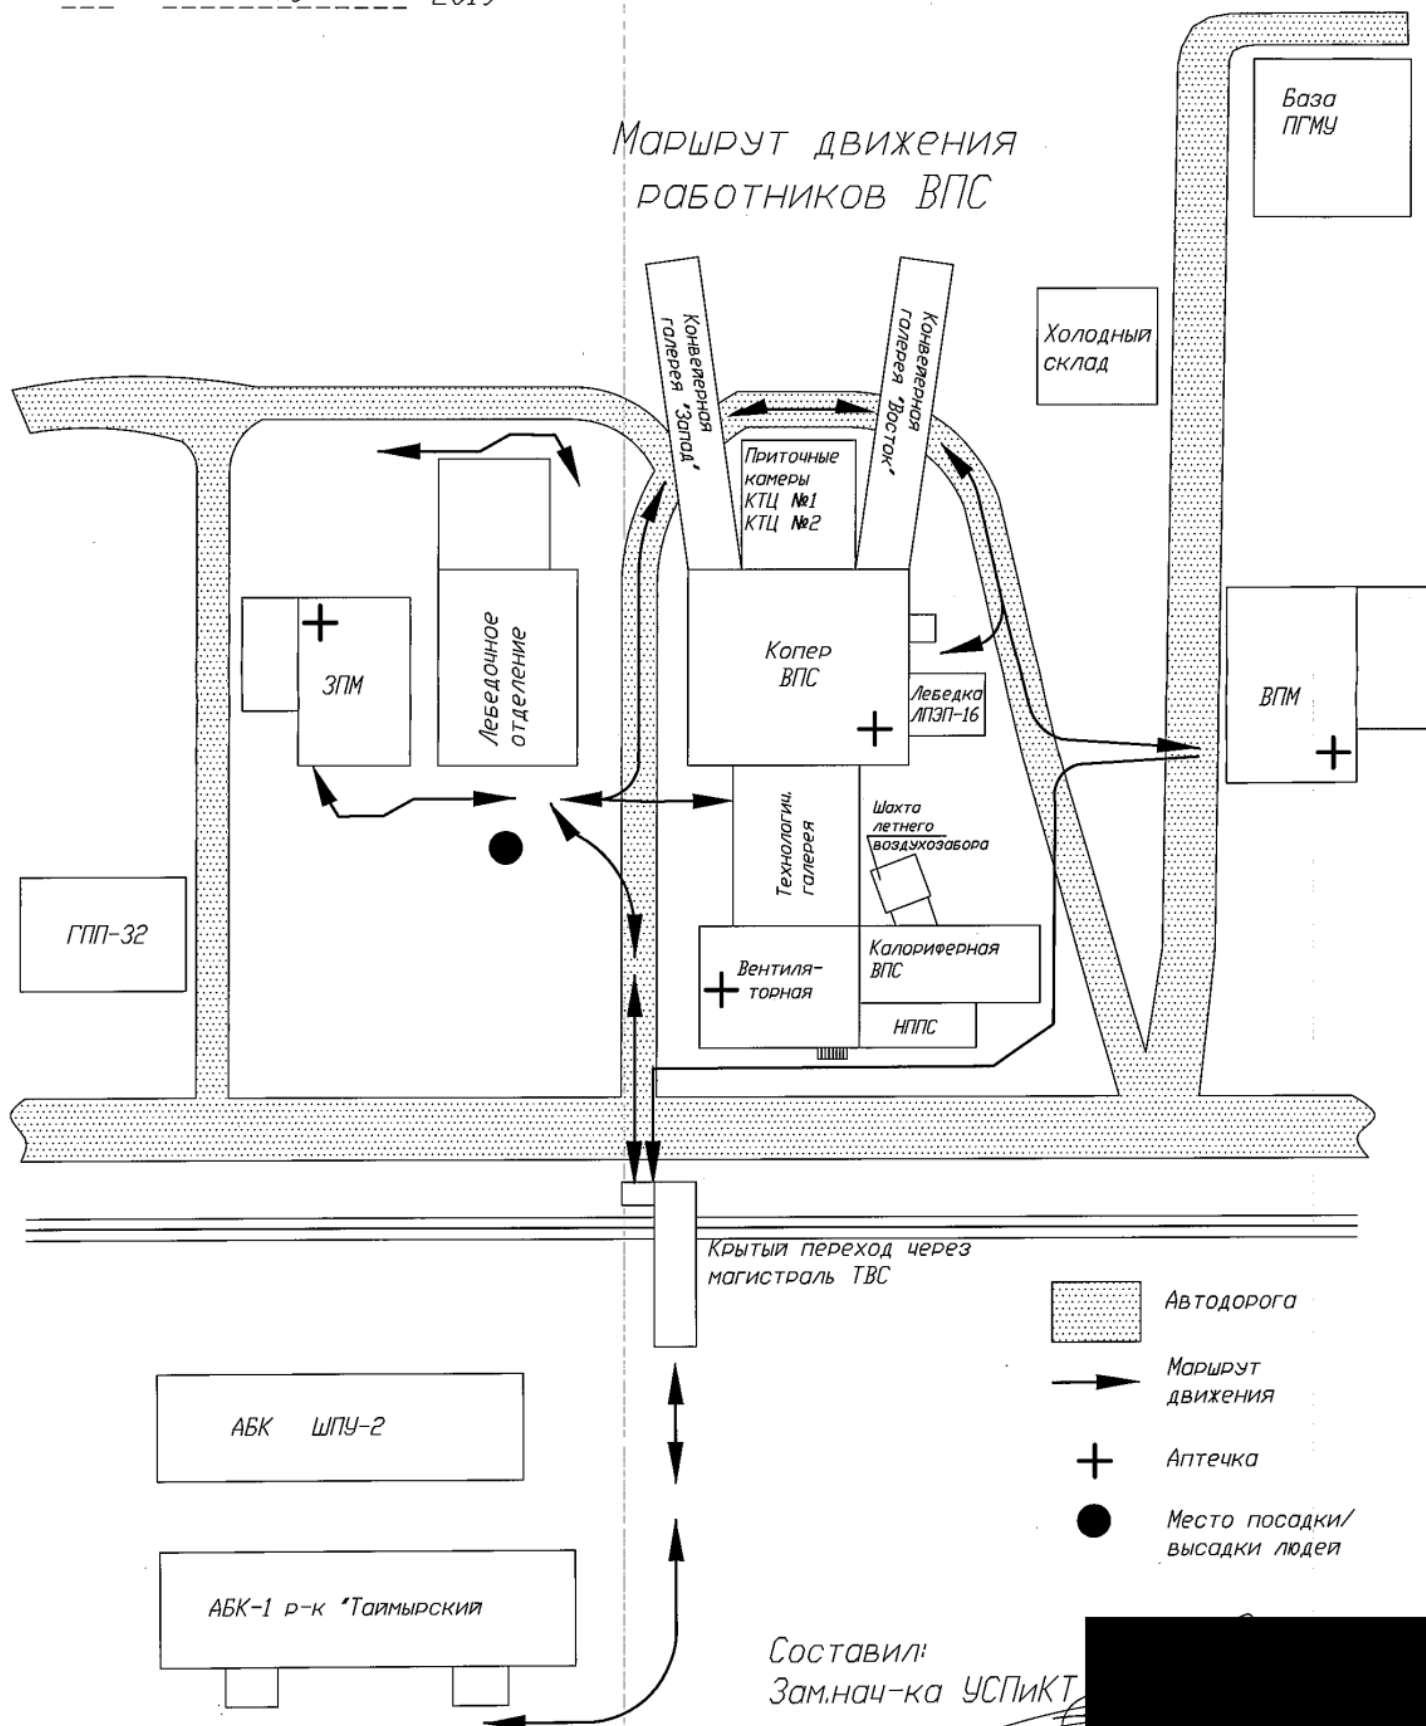 2019
База
ПГМУ
Маршрут движения
работников ВПС
Конвейерная
галерея "Запад"
Конвейерная
галерея "Восток"
Холодный
склад
Приточные
камеры
КТЦ №1
КТЦ №2
Лебедочное
отделение
ЗПМ
Копер
ВПС
Лебедка
ЛПЭП-16
ВПМ
Технологич.
галерея
Шахта
летнего
воздухозабора
ГПП-32
Вентиля-
торная
Калориферная
ВПС
НППС
Крытый переход через
магистраль ТВС
Автодорога
Маршрут
движения
АБК ШПУ-2
Аптечка
Место посадки/
высадки людей
АБК-1 р-к "Таймырский
Составил:
Зам.нач-ка УСПиКТ